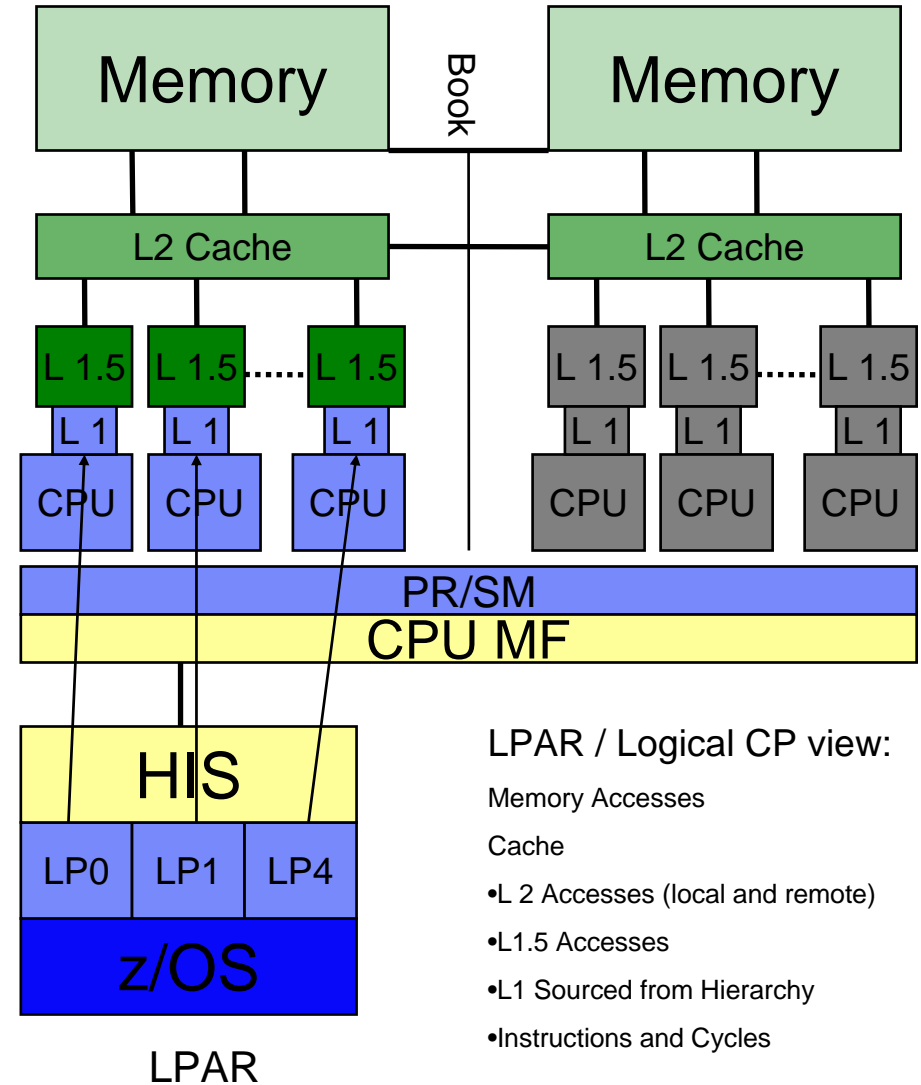 Memory
Book
Memory
L2 Cache
L2 Cache
L 1.5 L 1.5 L 1.5
L 1.5 L 1.5 L 1.5
L 1 L 1 L 1
L 1 L 1 L 1
CPU CPU CPU
CPU CPU CPU
PR/SM
CPU MF
HIS
LP0 LP1 LP4
z/OS
LPAR
LPAR / Logical CP view:
Memory Accesses
Cache
•L 2 Accesses (local and remote)
•L1.5 Accesses
•L1 Sourced from Hierarchy
•Instructions and Cycles